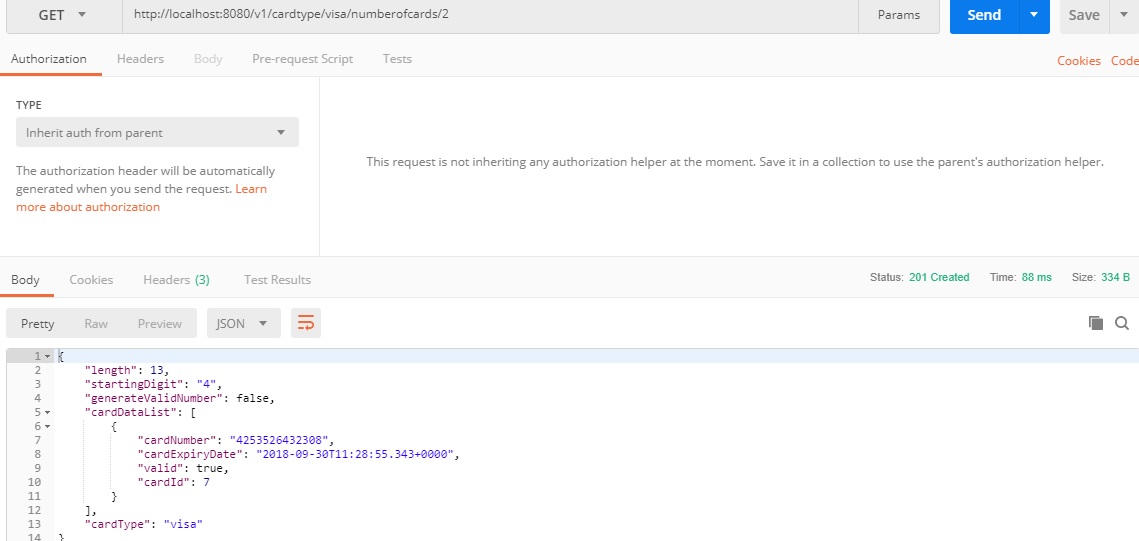 GET http://localhost:8080/v1/cardtype/visa/numberofcards/2 Params Send Save
Authorization Headers Body Pre-request Script Tests Cookies Code
TYPE
Inherit auth from parent
The authorization header will be automatically
generated when you send the request. Learn
more about authorization
This request is not inheriting any authorization helper at the moment. Save it in a collection to use the parent's authorization helper.
Body Cookies Headers (3) Test Results Status: 201 Created Time: 88 ms Size: 334 B
Pretty Raw Preview JSON
1 {
2 "length": 13,
3 "startingDigit": "4",
4 "generateValidNumber": false,
5 "cardDataList": [
6 {
7 "cardNumber": "4253526432308",
8 "cardExpiryDate": "2018-09-30T11:28:55.343+0000",
9 "valid": true,
10 "cardId": 7
11 }
12 ],
13 "cardType": "visa"
14 }